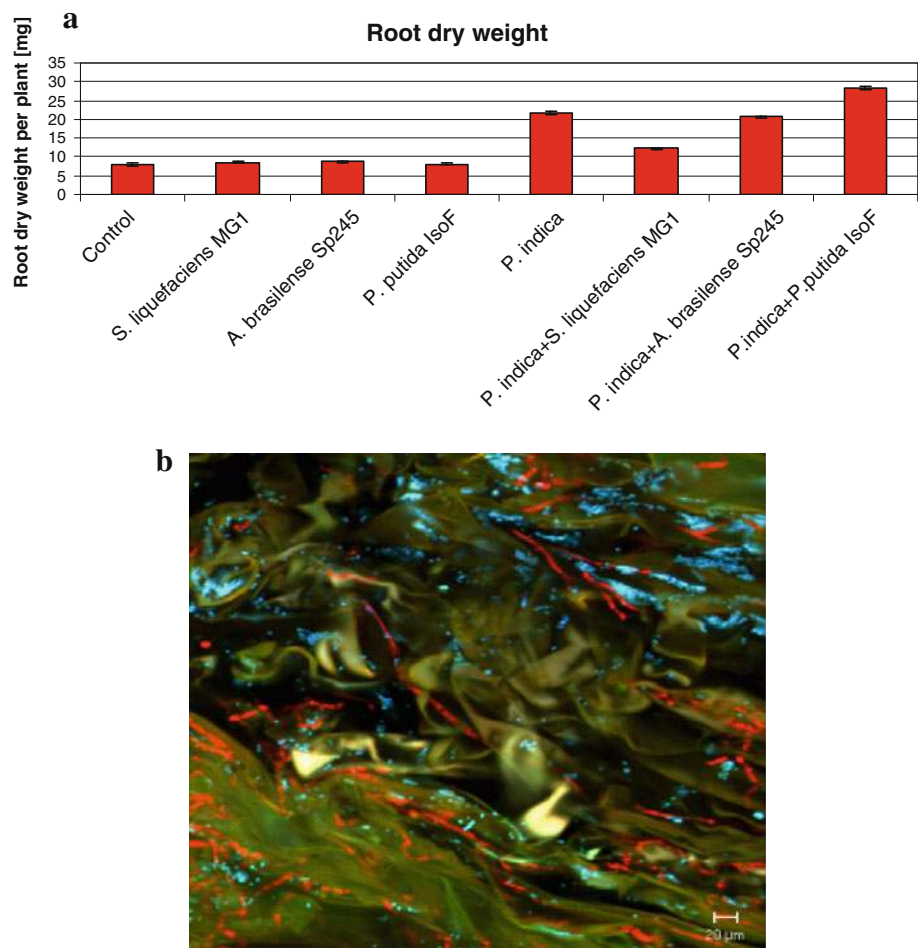 a
Root dry weight
Root dry weight per plant [mg]
35
30
25
20
15
10
5
0
Control
S. liquefaciens MG1
A. brasilense Sp245
P. putida IsoF
P. indica
P. indica+S. liquefaciens MG1
P. indica+A. brasilense Sp245
P.indica+P.putida IsoF
b
20 µm